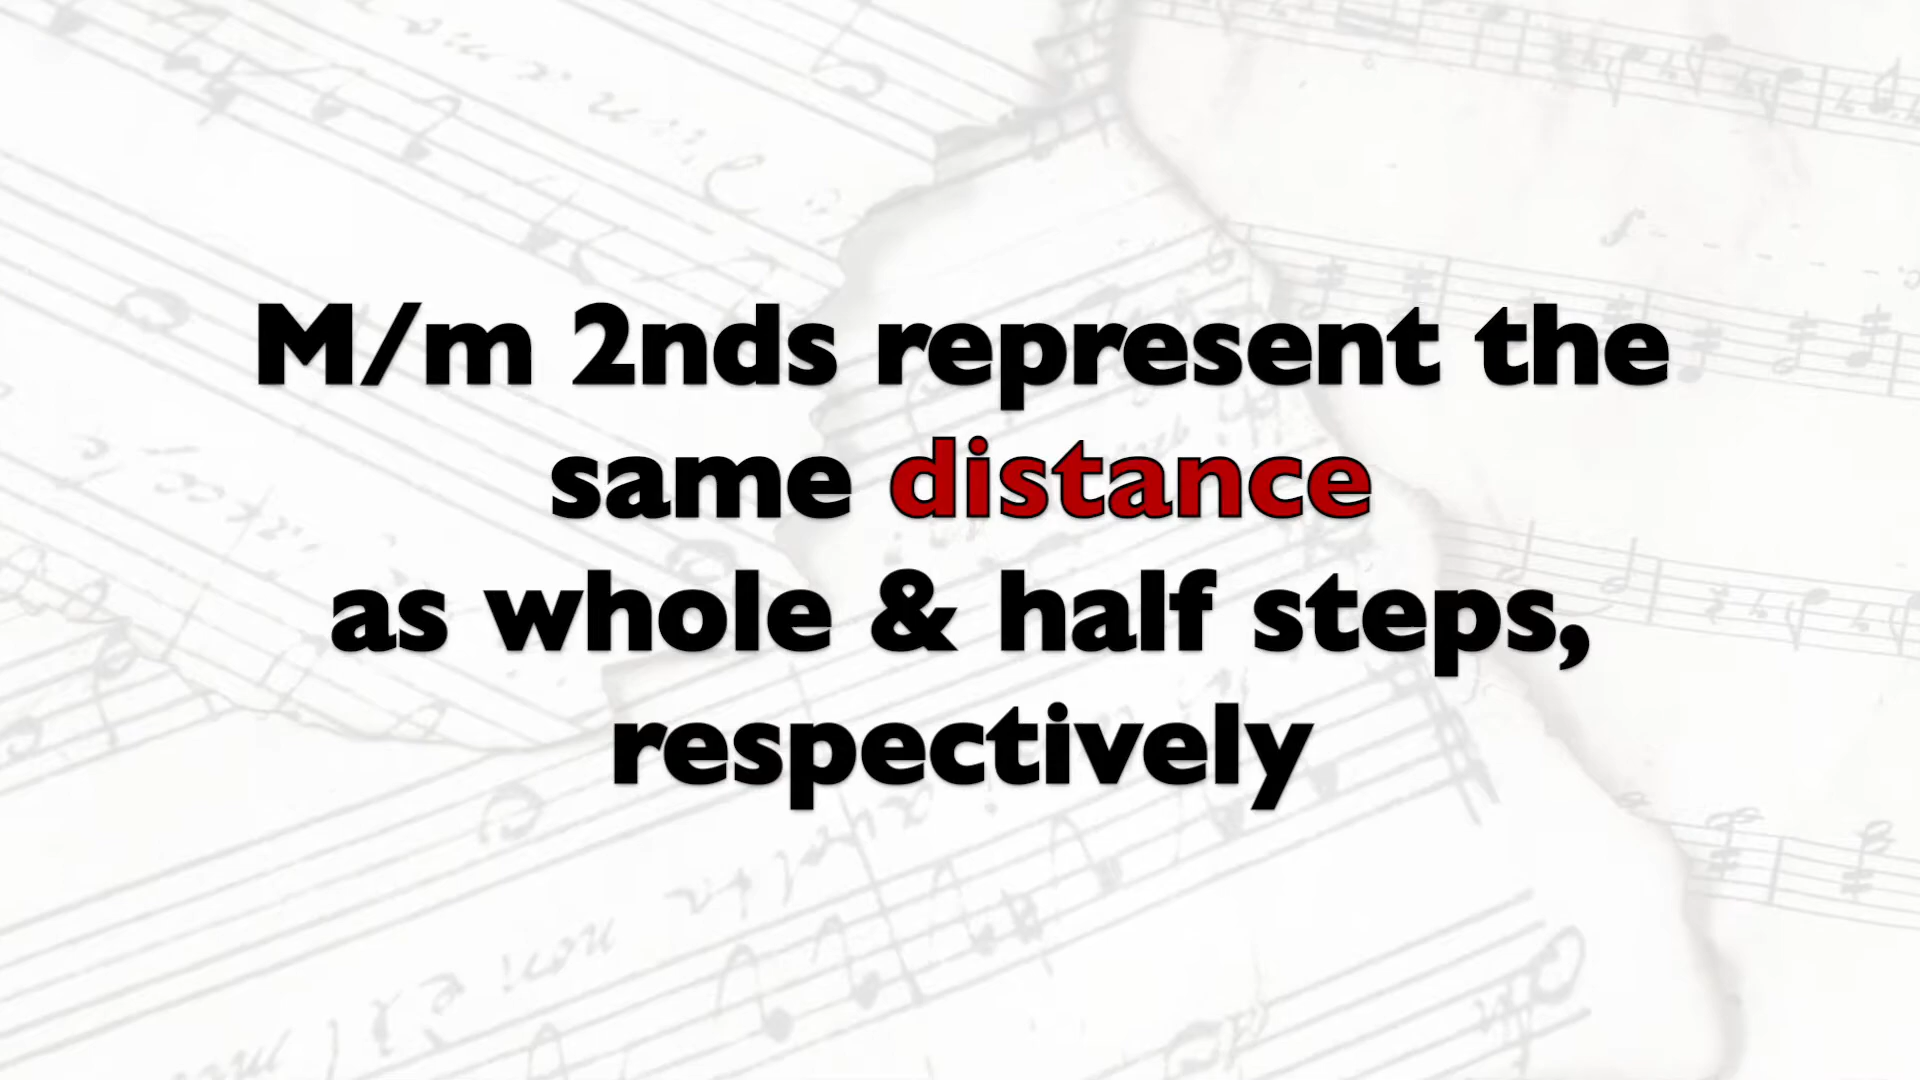 M/m 2nds represent the
same distance
as whole & half steps,
respectively